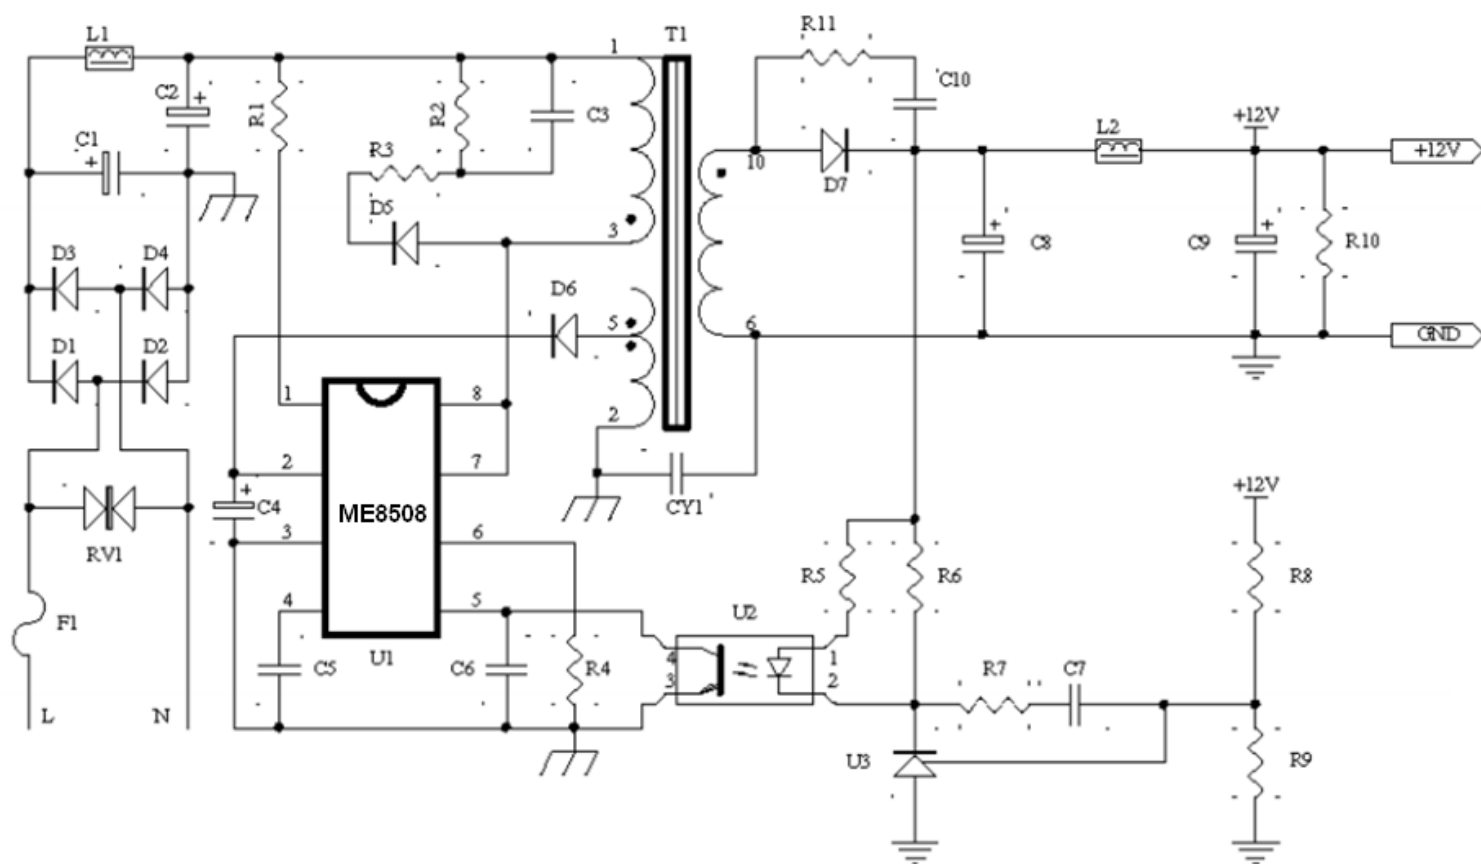 R11
L1
1
T1
C10
C2
R1
R2
C3
+12V
L2
C1
R3
10
+12V
D7
D5
3
C8
C9
R10
D3
D4
D6
5
6
GND
D1
D2
1
8
2
2
7
+12V
C4
ME8508
CY1
3
6
RV1
R5
R6
R8
4
5
U2
F1
C5
C6
R4
U1
4
1
R7
C7
3
2
L
N
U3
R9